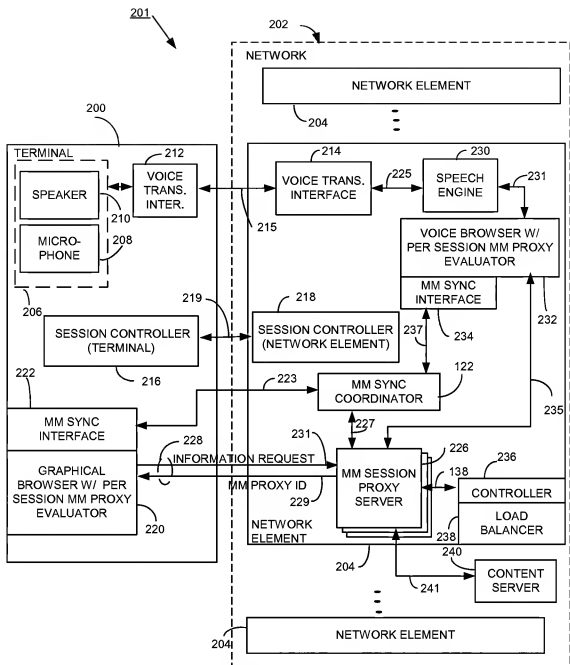 201
202
NETWORK
NETWORK ELEMENT
204
200
TERMINAL
212
214
230
SPEAKER
210
VOICE
TRANS.
INTER.
215
VOICE TRANS.
INTERFACE
225
SPEECH
ENGINE
231
MICRO-
PHONE
208
206
VOICE BROWSER W/
PER SESSION MM PROXY
EVALUATOR
232
MM SYNC
INTERFACE
234
237
219
218
SESSION CONTROLLER
(TERMINAL)
216
SESSION CONTROLLER
(NETWORK ELEMENT)
222
223
MM SYNC
COORDINATOR
122
235
227
MM SYNC
INTERFACE
228
231
INFORMATION REQUEST
226
GRAPHICAL
BROWSER W/ PER
SESSION MM PROXY
EVALUATOR
220
MM PROXY ID
229
MM SESSION
PROXY
SERVER
138
236
CONTROLLER
LOAD
BALANCER
238
NETWORK
ELEMENT
204
240
241
CONTENT
SERVER
204
NETWORK ELEMENT